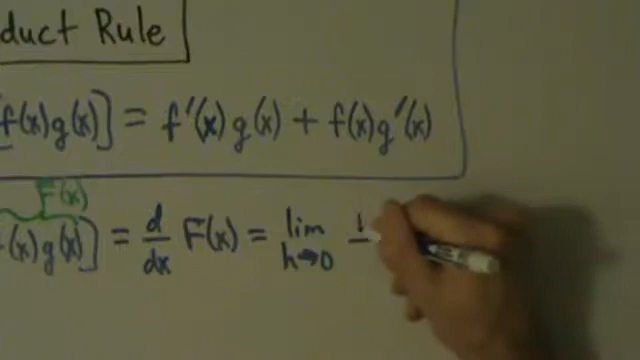 duct Rule
f(x)g(x)] = f'(x)g(x) + f(x)g'(x)
F(x)
(x)g(x)] = d/dx F(x) = lim h→0